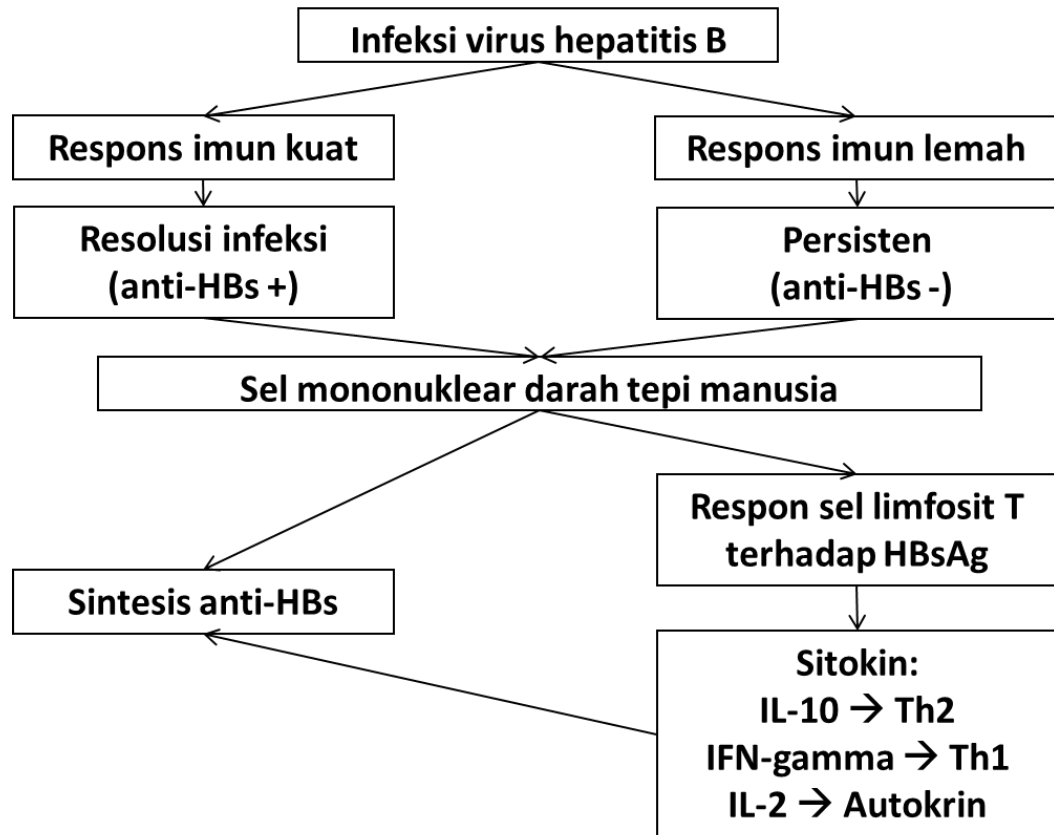 Infeksi virus hepatitis B
Respons imun kuat
Respons imun lemah
Resolusi infeksi
(anti-HBs +)
Persisten
(anti-HBs -)
Sel mononuklear darah tepi manusia
Respon sel limfosit T
terhadap HBsAg
Sintesis anti-HBs
Sitokin:
IL-10 → Th2
IFN-gamma → Th1
IL-2 → Autokrin